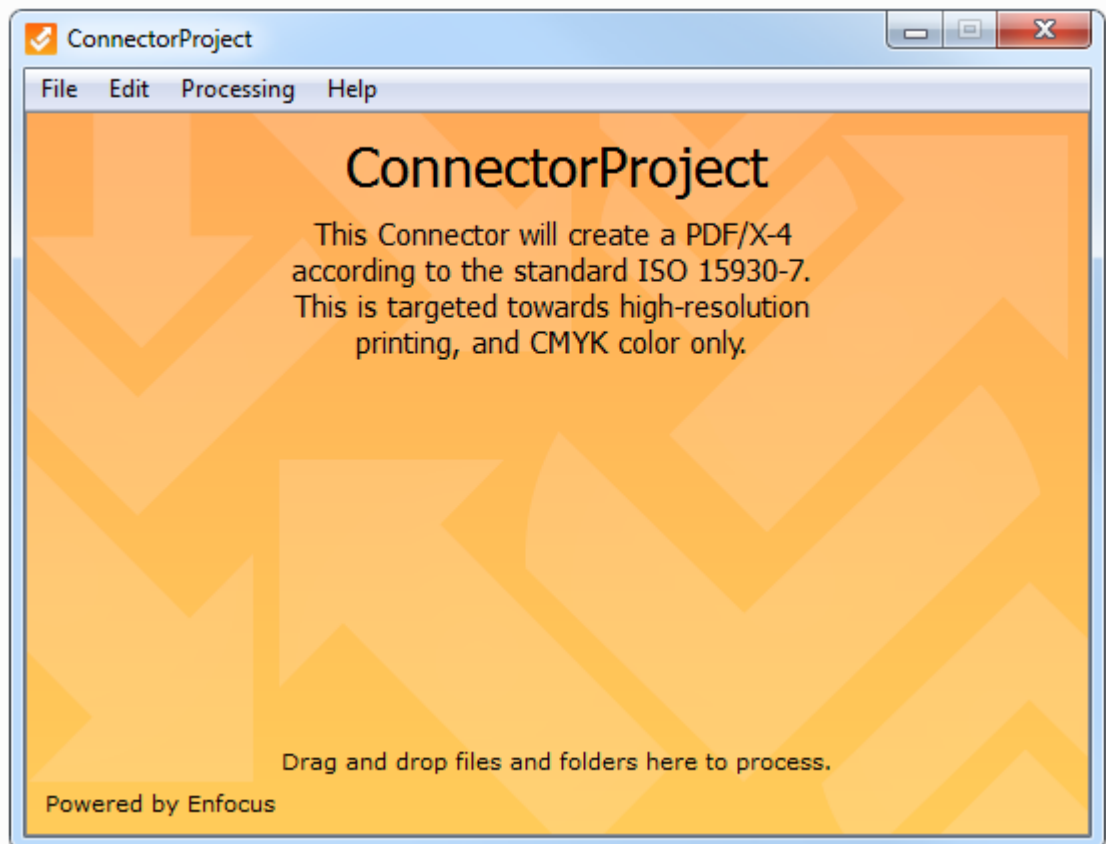 ConnectorProject
File Edit Processing Help
ConnectorProject
This Connector will create a PDF/X-4
according to the standard ISO 15930-7.
This is targeted towards high-resolution
printing, and CMYK color only.
Drag and drop files and folders here to process.
Powered by Enfocus